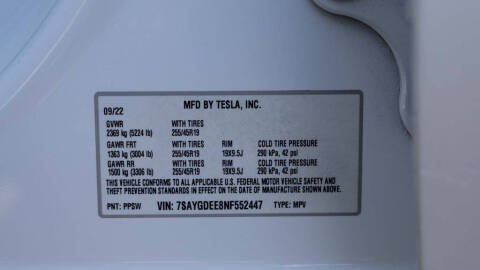 09/22 MFD BY TESLA, INC.
GVWR WITH TIRES
2369 kg (5224 lb) 255/45R19
GAWR FRT WITH TIRES RIM COLD TIRE PRESSURE
1363 kg (3004 lb) 255/45R19 19X9.5J 290 kPa, 42 psi
GAWR RR WITH TIRES RIM COLD TIRE PRESSURE
1500 kg (3306 lb) 255/45R19 19X9.5J 290 kPa, 42 psi
THIS VEHICLE CONFORMS TO ALL APPLICABLE U.S. FEDERAL MOTOR VEHICLE SAFETY AND
THEFT PREVENTION STANDARDS IN EFFECT ON THE DATE OF MANUFACTURE SHOWN ABOVE.
PNT: PPSW VIN: 7SAYGDEE8NF552447 TYPE: MPV